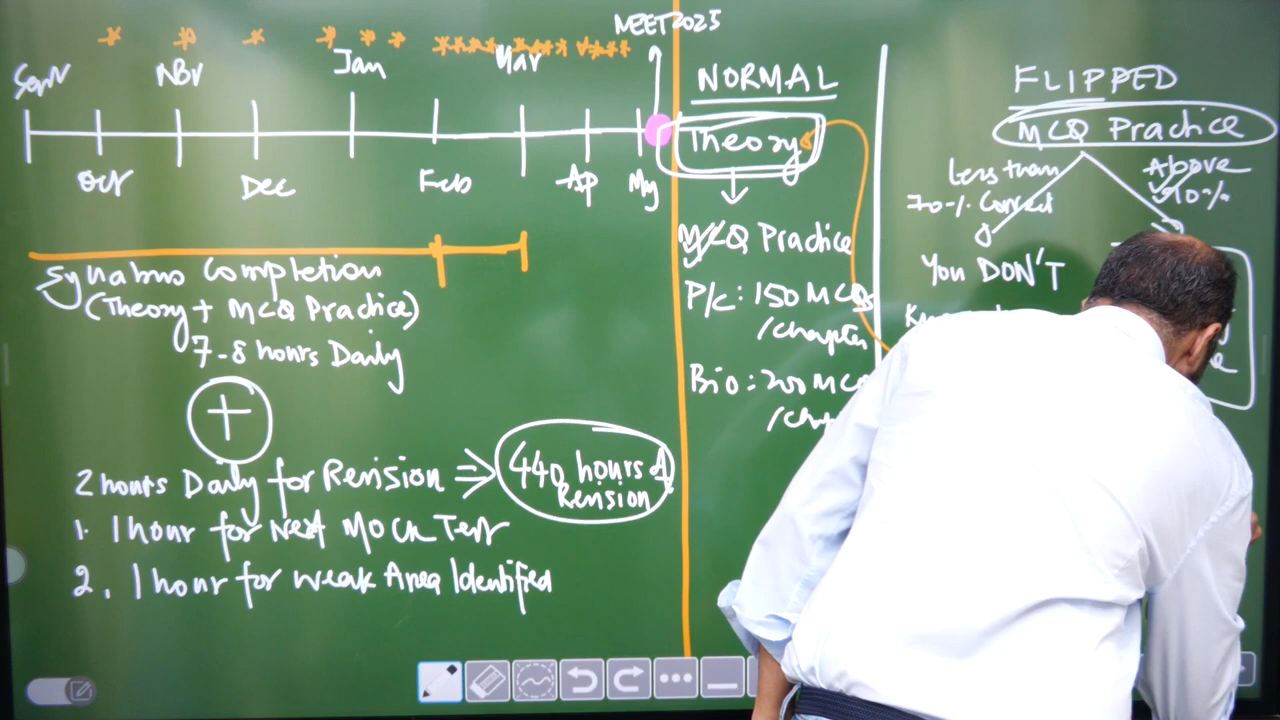 NEET2025
Sept
Nov
Jan
Mar
Oct
Dec
Feb
Ap
May
Syllabus Completion
(Theory + MCQ Practice)
7-8 hours Daily
+
2 hours Daily for Revision ⇒ 440 hours of
Revision
1. 1 hour for Next Mock Test
2. 1 hour for weak Area Identified
NORMAL
Theory
MCQ Practice
P/C: 150 MCQs
/chapter
Bio: 200 MCQ
FLIPPED
MCQ Practice
Less than
70% Correct
Above
90%
You DON'T